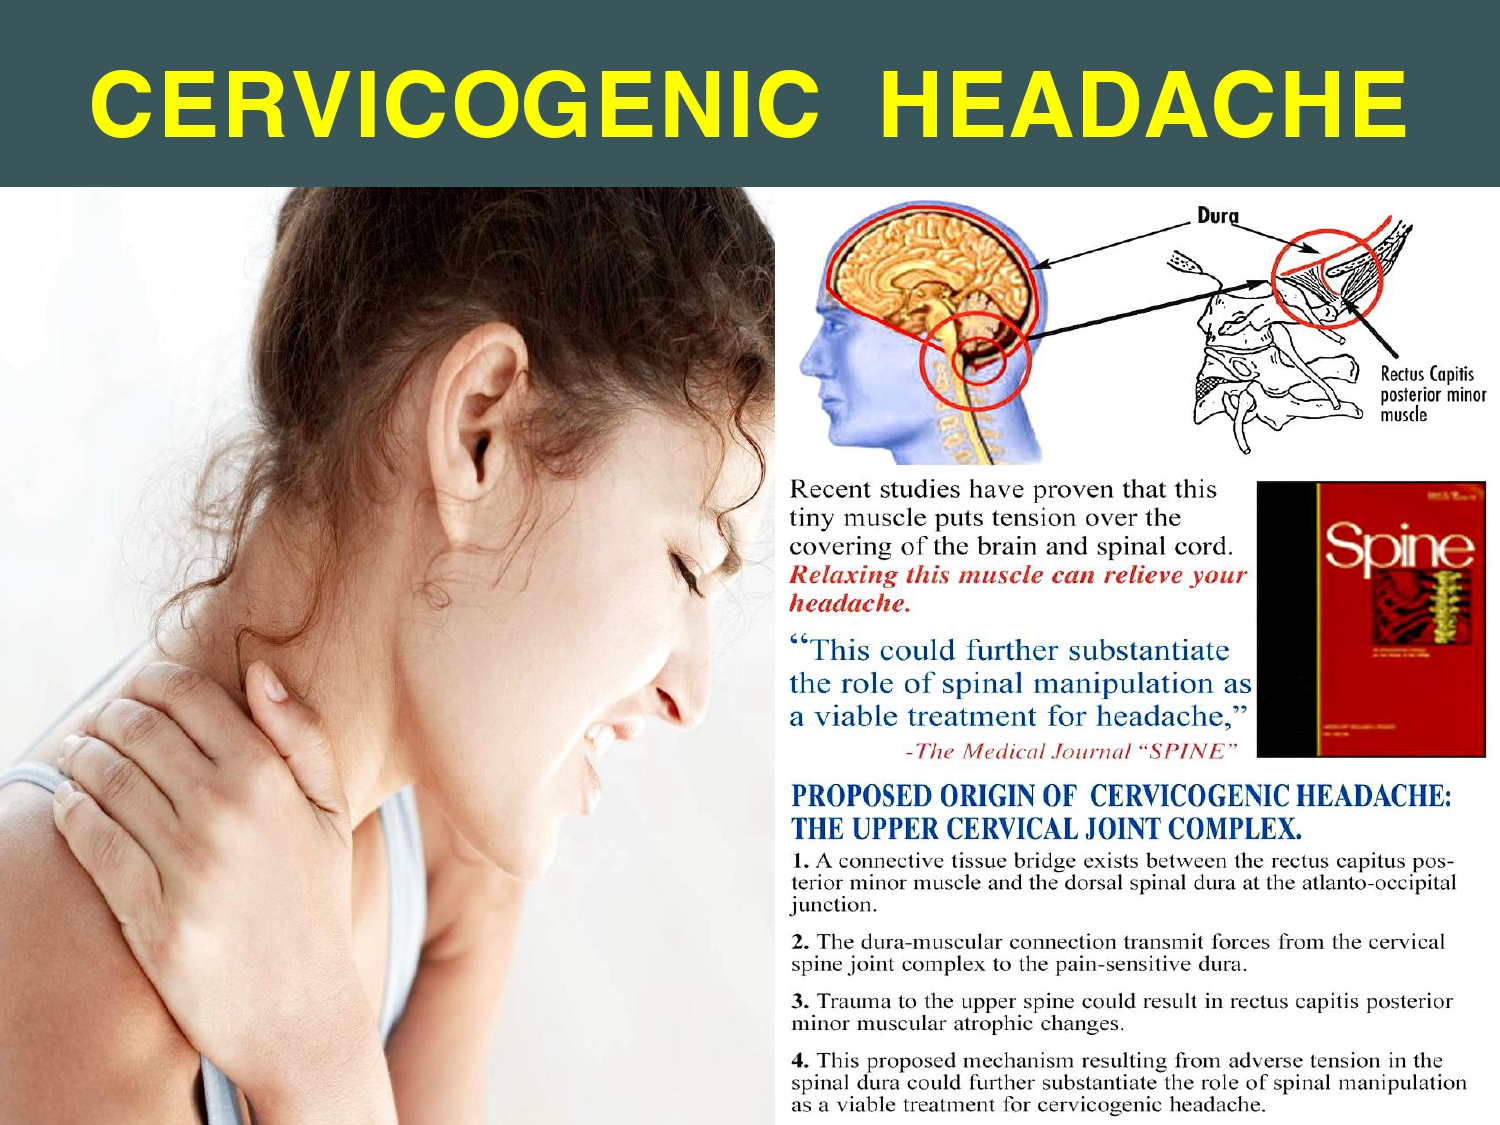 CERVICOGENIC HEADACHE
Dura
Rectus Capitis
posterior minor
muscle
Recent studies have proven that this
tiny muscle puts tension over the
covering of the brain and spinal cord.
Relaxing this muscle can relieve your
headache.
“This could further substantiate
the role of spinal manipulation as
a viable treatment for headache,”
-The Medical Journal “SPINE”
Spine
PROPOSED ORIGIN OF CERVICOGENIC HEADACHE:
THE UPPER CERVICAL JOINT COMPLEX.
1. A connective tissue bridge exists between the rectus capitus pos-
terior minor muscle and the dorsal spinal dura at the atlanto-occipital
junction.
2. The dura-muscular connection transmit forces from the cervical
spine joint complex to the pain-sensitive dura.
3. Trauma to the upper spine could result in rectus capitis posterior
minor muscular atrophic changes.
4. This proposed mechanism resulting from adverse tension in the
spinal dura could further substantiate the role of spinal manipulation
as a viable treatment for cervicogenic headache.